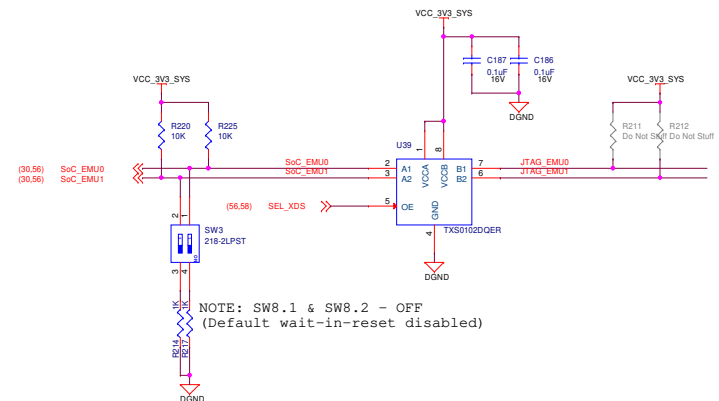 VCC_3V3_SYS
C187
0.1uF
16V
C186
0.1uF
16V
DGND
VCC_3V3_SYS
VCC_3V3_SYS
R220
10K
R225
10K
R211
Do Not Stuff
R212
Do Not Stuff
U39
(30,56) SoC_EMU0
(30,56) SoC_EMU1
SoC_EMU0
SoC_EMU1
2
3
A1
A2
1
8
VCCA
VCCB
B1
B2
7
6
JTAG_EMU0
JTAG_EMU1
(56,58) SEL_XDS
5
OE
GND
4
TXS0102DQER
DGND
2
1
SW3
218-2LPST
3
4
1K
1K
R214
R217
DGND
NOTE: SW8.1 & SW8.2 - OFF
(Default wait-in-reset disabled)